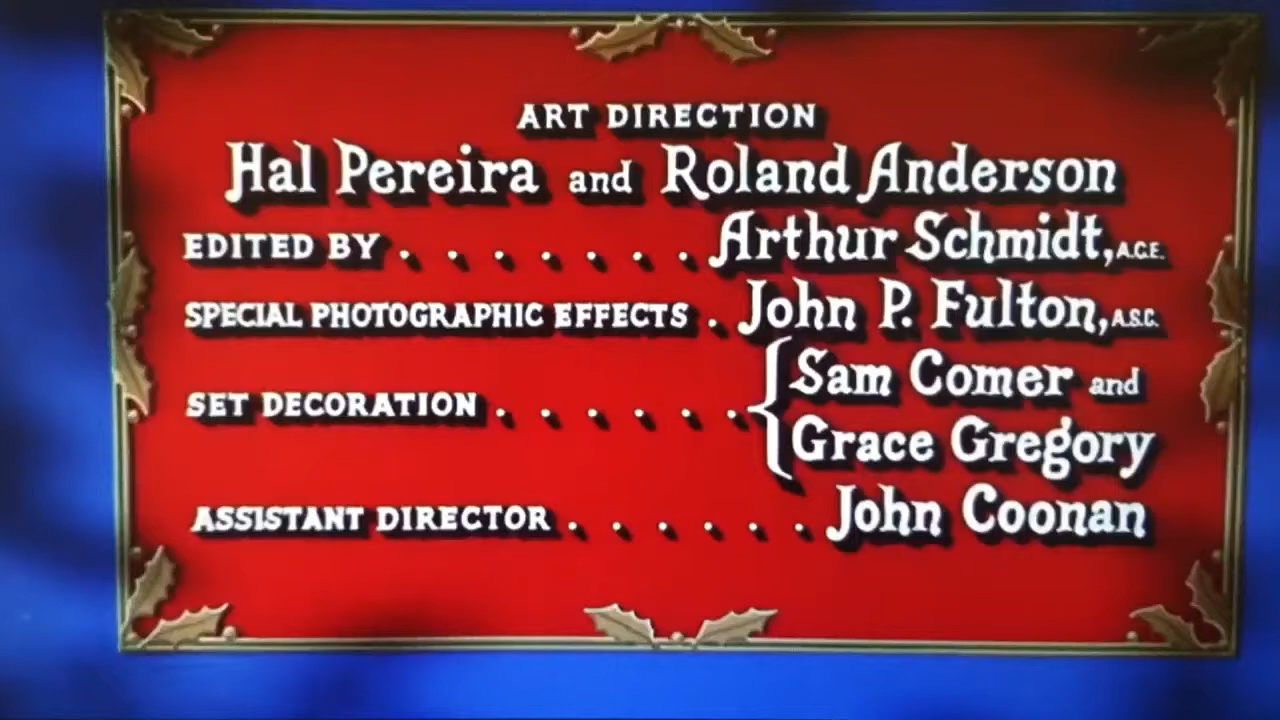 ART DIRECTION
Hal Pereira and Roland Anderson
EDITED BY . . . . . . . Arthur Schmidt, A.C.E.
SPECIAL PHOTOGRAPHIC EFFECTS . John P. Fulton, A.S.C.
SET DECORATION . . . . . . { Sam Comer and
Grace Gregory
ASSISTANT DIRECTOR . . . . . . John Coonan